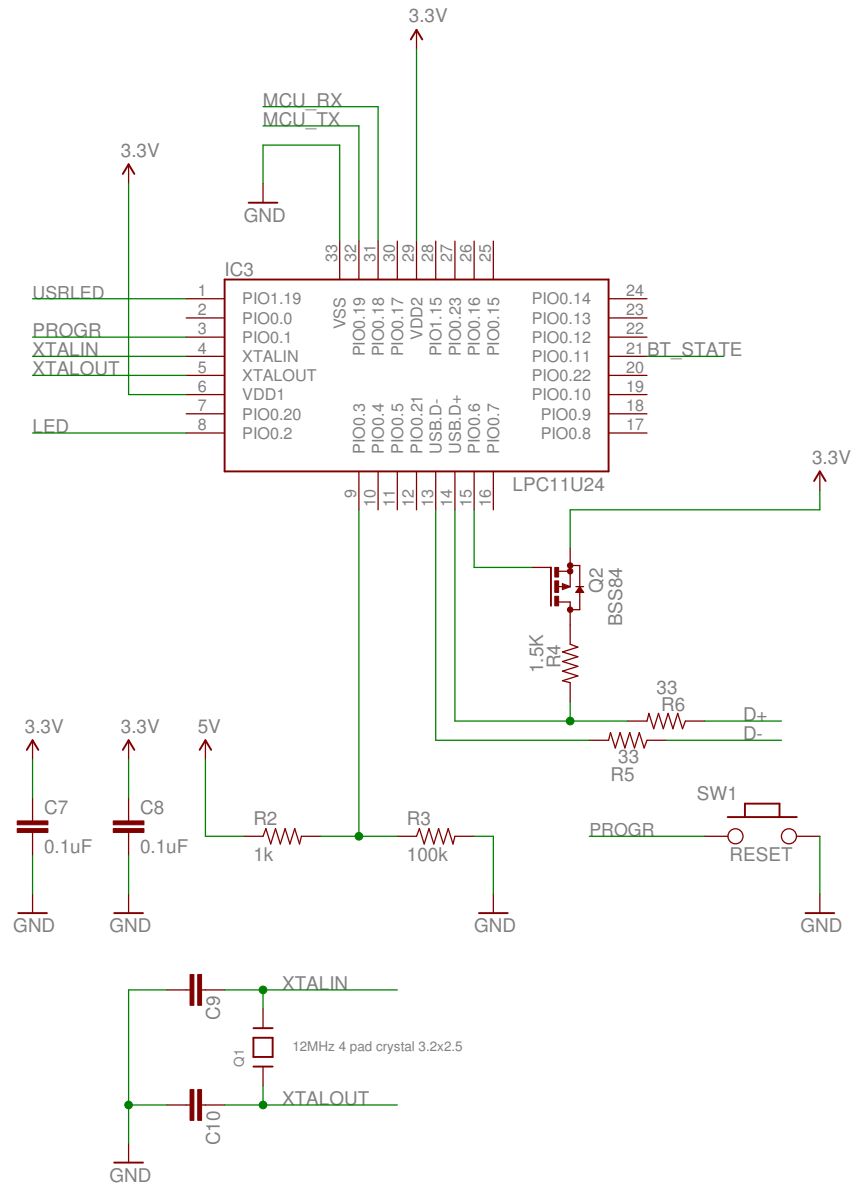 3.3V
MCU_RX
MCU_TX
3.3V
GND
33
32
31
30
29
28
27
26
25
IC3
USRLED
1
PIO1.19
2
PIO0.0
PROGR
3
PIO0.1
XTALIN
4
XTALIN
XTALOUT
5
XTALOUT
6
VDD1
7
PIO0.20
LED
8
PIO0.2
VSS
PIO0.19
PIO0.18
PIO0.17
VDD2
PIO1.15
PIO0.23
PIO0.16
PIO0.15
PIO0.14
24
PIO0.13
23
PIO0.12
22
PIO0.11
21
BT_STATE
PIO0.22
20
PIO0.10
19
PIO0.9
18
PIO0.8
17
PIO0.3
PIO0.4
PIO0.5
PIO0.21
USB.D-
USB.D+
PIO0.6
PIO0.7
LPC11U24
9
10
11
12
13
14
15
16
3.3V
Q2
BSS84
1.5K
R4
33
R6
D+
D-
33
R5
3.3V
C7
0.1uF
GND
3.3V
C8
0.1uF
GND
5V
R2
1k
R3
100k
GND
SW1
PROGR
RESET
GND
C9
XTALIN
Q1
12MHz 4 pad crystal 3.2x2.5
C10
XTALOUT
GND